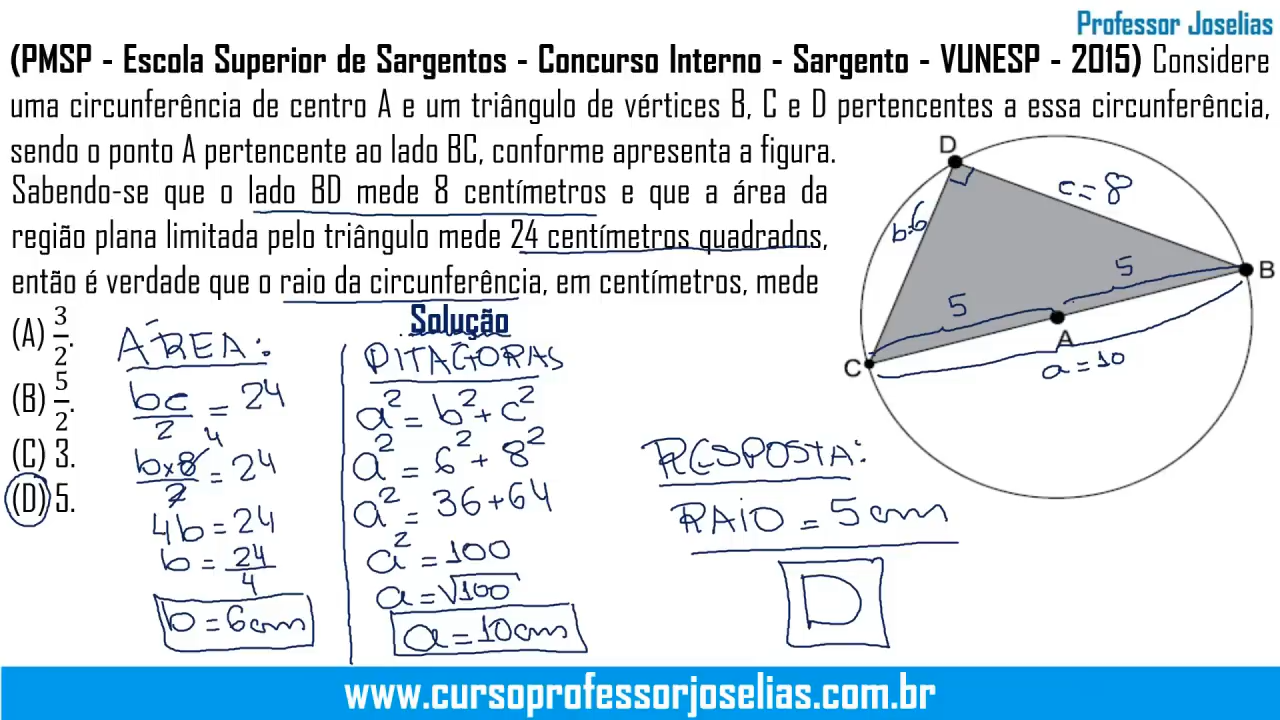 Professor Joselias
(PMSP - Escola Superior de Sargentos - Concurso Interno - Sargento - VUNESP - 2015) Considere
uma circunferência de centro A e um triângulo de vértices B, C e D pertencentes a essa circunferência,
sendo o ponto A pertencente ao lado BC, conforme apresenta a figura.
Sabendo-se que o lado BD mede 8 centímetros e que a área da
região plana limitada pelo triângulo mede 24 centímetros quadrados,
então é verdade que o raio da circunferência, em centímetros, mede
(A) 3/2.
(B) 5/2.
(C) 3.
(D) 5.
D
c = 8
b=6
B
5
5
A
C
a = 10
Solução
ÁREA:
bc/2 = 24
4
b×8/2 = 24
4b = 24
b = 24/4
b = 6cm
PITÁGORAS
a² = b² + c²
a² = 6² + 8²
a² = 36 + 64
a² = 100
a = √100
a = 10cm
RESPOSTA:
RAIO = 5cm
D
www.cursoprofessorjoselias.com.br